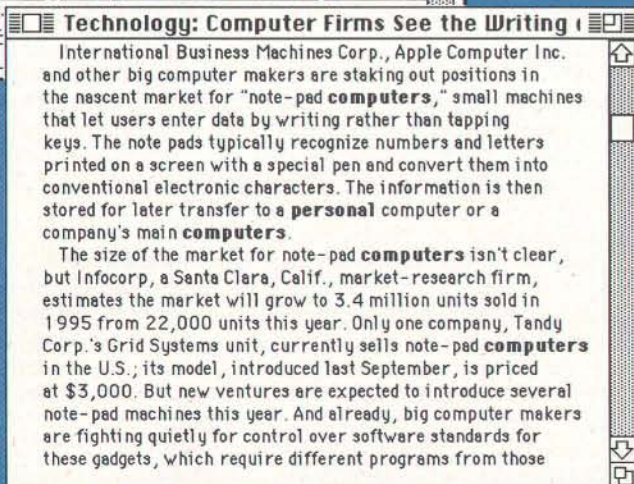 Technology: Computer Firms See the Writing
International Business Machines Corp., Apple Computer Inc.
and other big computer makers are staking out positions in
the nascent market for "note-pad computers," small machines
that let users enter data by writing rather than tapping
keys. The note pads typically recognize numbers and letters
printed on a screen with a special pen and convert them into
conventional electronic characters. The information is then
stored for later transfer to a personal computer or a
company's main computers.
The size of the market for note-pad computers isn't clear,
but Infocorp, a Santa Clara, Calif., market-research firm,
estimates the market will grow to 3.4 million units sold in
1995 from 22,000 units this year. Only one company, Tandy
Corp.'s Grid Systems unit, currently sells note-pad computers
in the U.S.; its model, introduced last September, is priced
at $3,000. But new ventures are expected to introduce several
note-pad machines this year. And already, big computer makers
are fighting quietly for control over software standards for
these gadgets, which require different programs from those